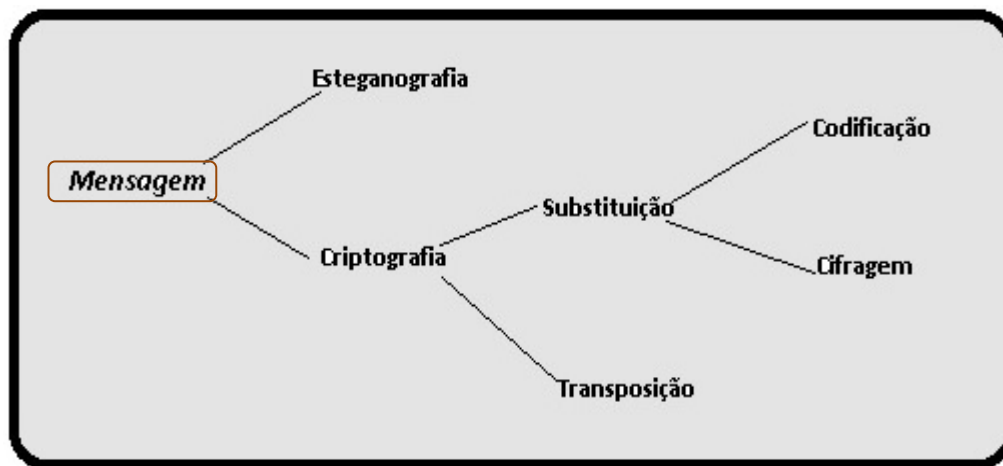 Esteganografia
Codificação
Mensagem
Substituição
Criptografia
Cifragem
Transposição